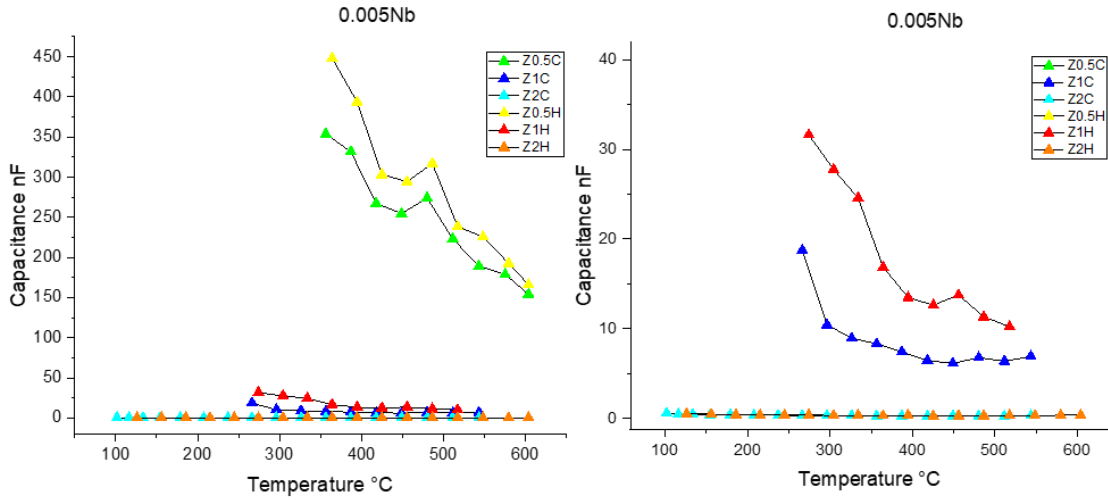 0.005Nb
Capacitance nF
450
400
350
300
250
200
150
100
50
0
Z0.5C
Z1C
Z2C
Z0.5H
Z1H
Z2H
100 200 300 400 500 600
Temperature °C
0.005Nb
Capacitance nF
40
30
20
10
0
Z0.5C
Z1C
Z2C
Z0.5H
Z1H
Z2H
100 200 300 400 500 600
Temperature °C